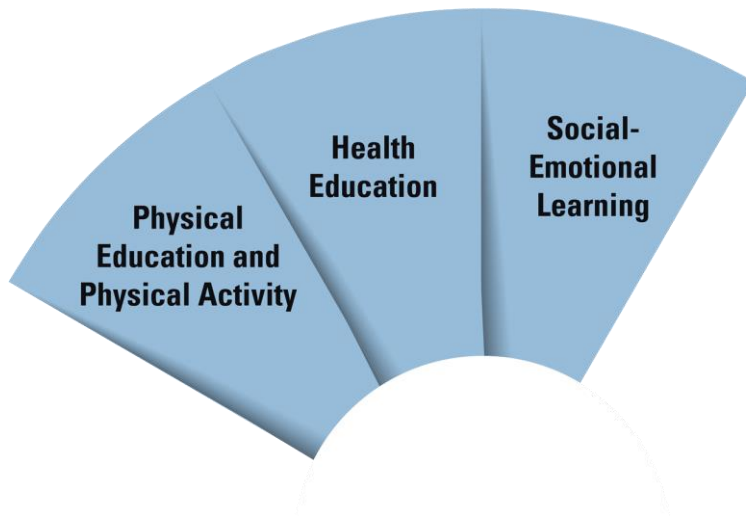 Physical
Education and
Physical Activity
Health
Education
Social-
Emotional
Learning